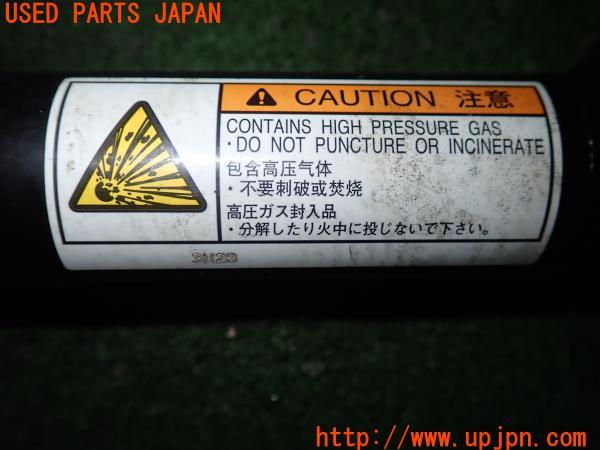 USED PARTS JAPAN
CAUTION 注意
CONTAINS HIGH PRESSURE GAS
・DO NOT PUNCTURE OR INCINERATE
包含高压气体
・不要刺破或焚烧
高圧ガス封入品
・分解したり火中に投じないで下さい。
9H20
http://www.upjpn.com